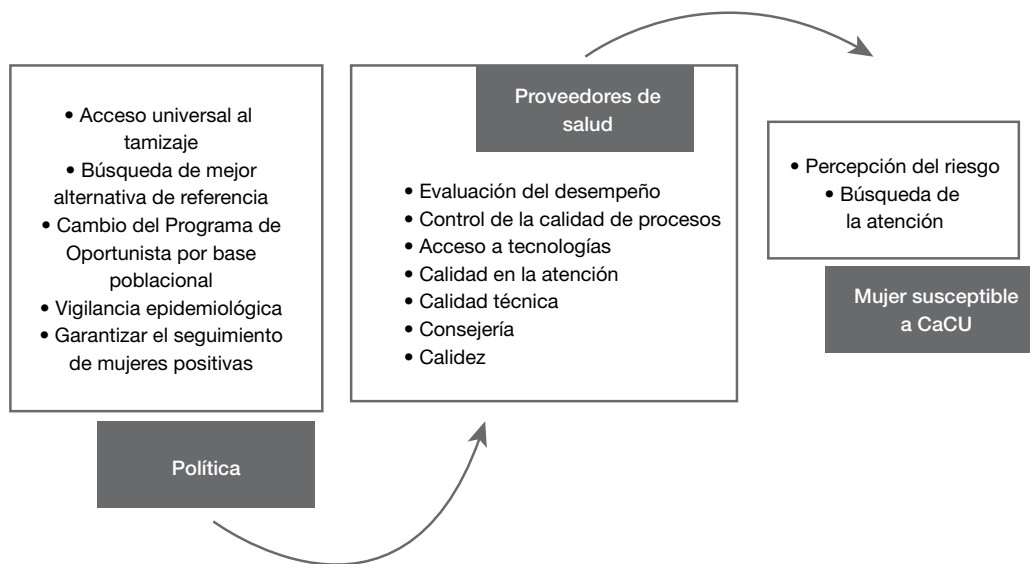 • Acceso universal al
tamizaje
• Búsqueda de mejor
alternativa de referencia
• Cambio del Programa de
Oportunista por base
poblacional
• Vigilancia epidemiológica
• Garantizar el seguimiento
de mujeres positivas
Política
Proveedores de
salud
• Evaluación del desempeño
• Control de la calidad de procesos
• Acceso a tecnologías
• Calidad en la atención
• Calidad técnica
• Consejería
• Calidez
• Percepción del riesgo
• Búsqueda de
la atención
Mujer susceptible
a CaCU